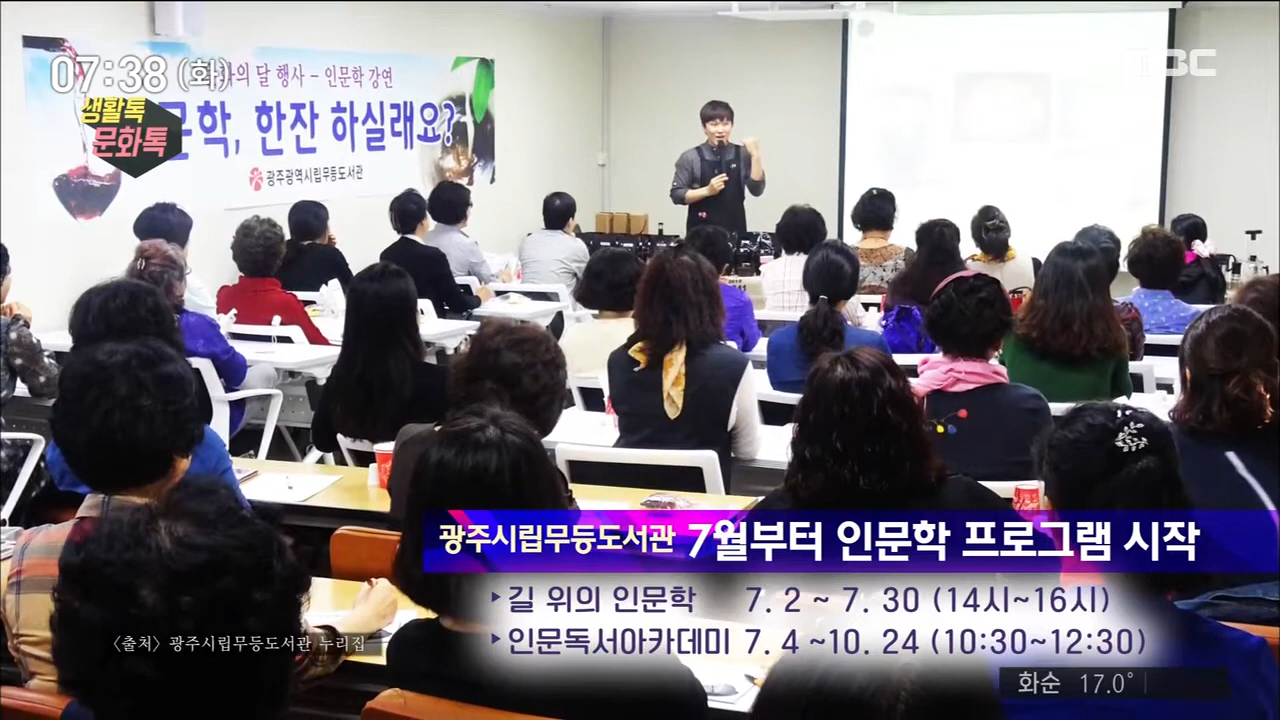 07:38 (화)
생활톡
문화톡
의 달 행사 - 인문학 강연
문학, 한잔 하실래요?
광주광역시립무등도서관
MBC
광주시립무등도서관 7월부터 인문학 프로그램 시작
▸길 위의 인문학 7. 2 ~ 7. 30 (14시~16시)
▸인문독서아카데미 7. 4 ~10. 24 (10:30~12:30)
〈출처〉 광주시립무등도서관 누리집
화순 17.0°